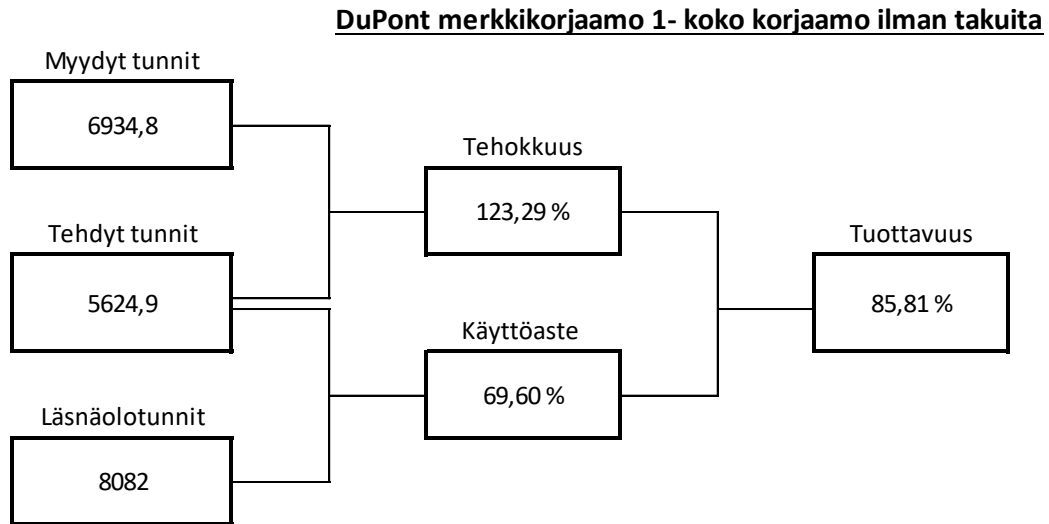 DuPont merkkikorjaamo 1- koko korjaamo ilman takuita
Myydyt tunnit
6934,8
Tehokkuus
123,29 %
Tehdyt tunnit
5624,9
Tuottavuus
85,81 %
Käyttöaste
69,60 %
Läsnäolotunnit
8082